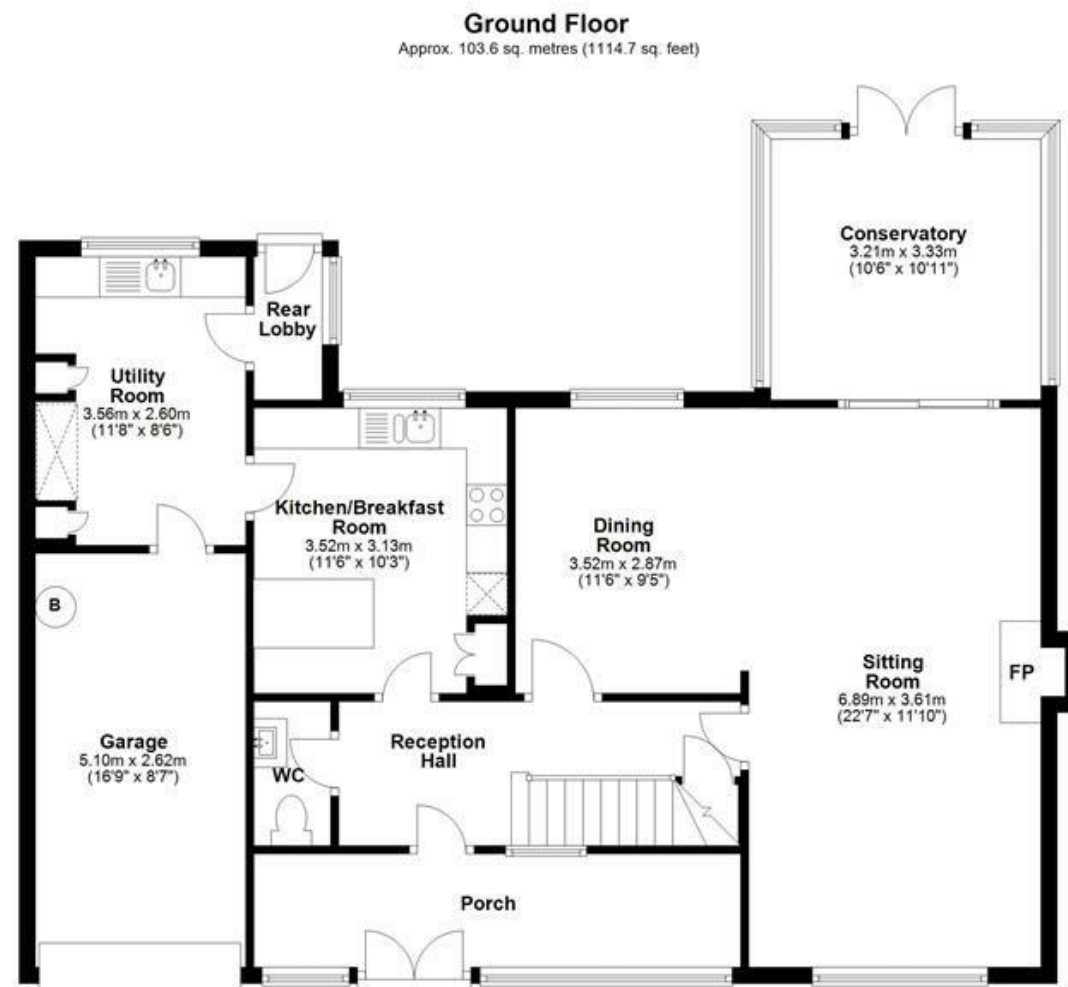 Ground Floor
Approx. 103.6 sq. metres (1114.7 sq. feet)
Conservatory
3.21m x 3.33m
(10'6" x 10'11")
Rear
Lobby
Utility
Room
3.56m x 2.60m
(11'8" x 8'6")
Kitchen/Breakfast
Room
3.52m x 3.13m
(11'6" x 10'3")
Dining
Room
3.52m x 2.87m
(11'6" x 9'5")
B
Sitting
Room
6.89m x 3.61m
(22'7" x 11'10")
FP
Garage
5.10m x 2.62m
(16'9" x 8'7")
Reception
Hall
WC
Porch